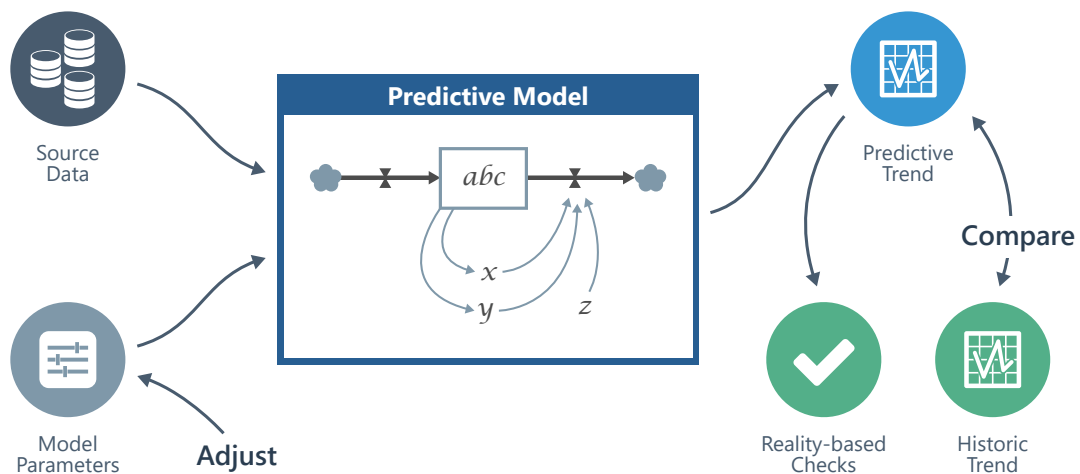 Source
Data
Predictive Model
abc
x
y
z
Predictive
Trend
Compare
Model
Parameters
Adjust
Reality-based
Checks
Historic
Trend